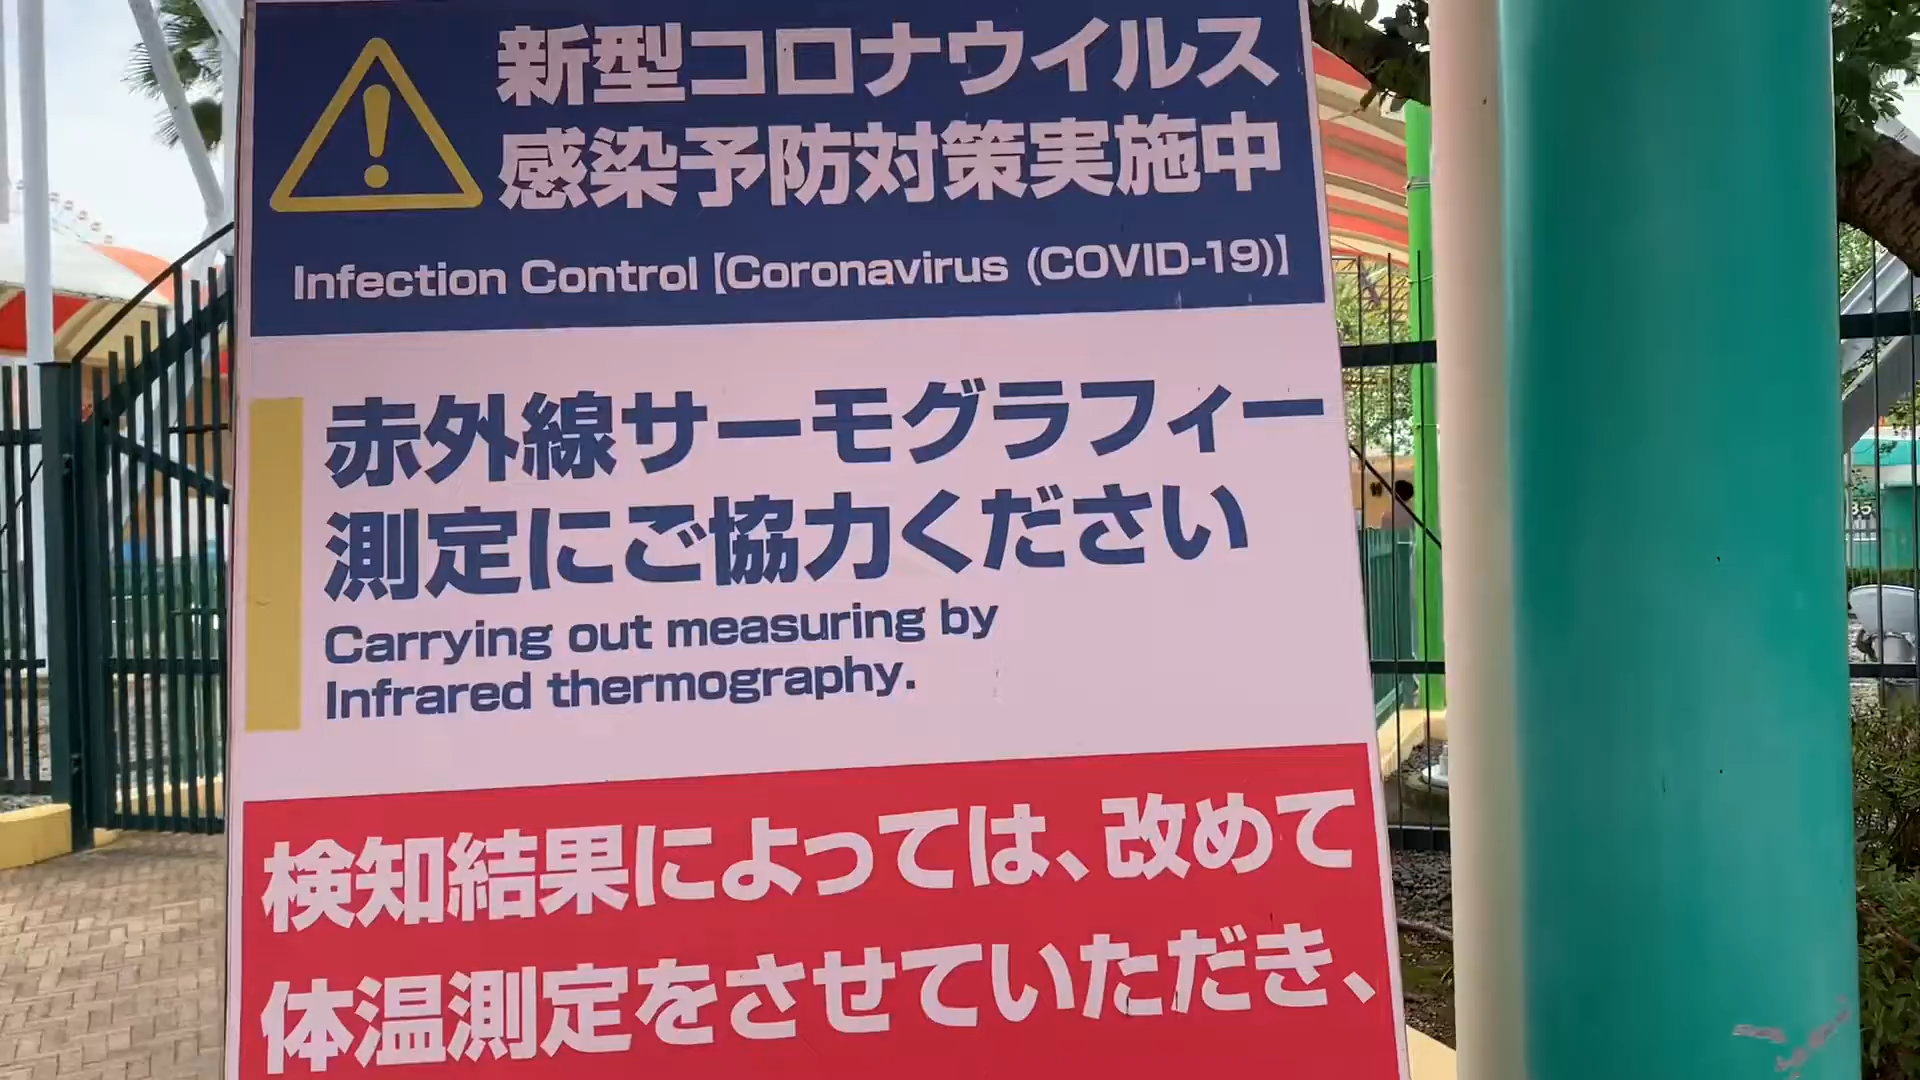 新型コロナウイルス
感染予防対策実施中
Infection Control【Coronavirus (COVID-19)】
赤外線サーモグラフィー
測定にご協力ください
Carrying out measuring by
Infrared thermography.
検知結果によっては、改めて
体温測定をさせていただき、